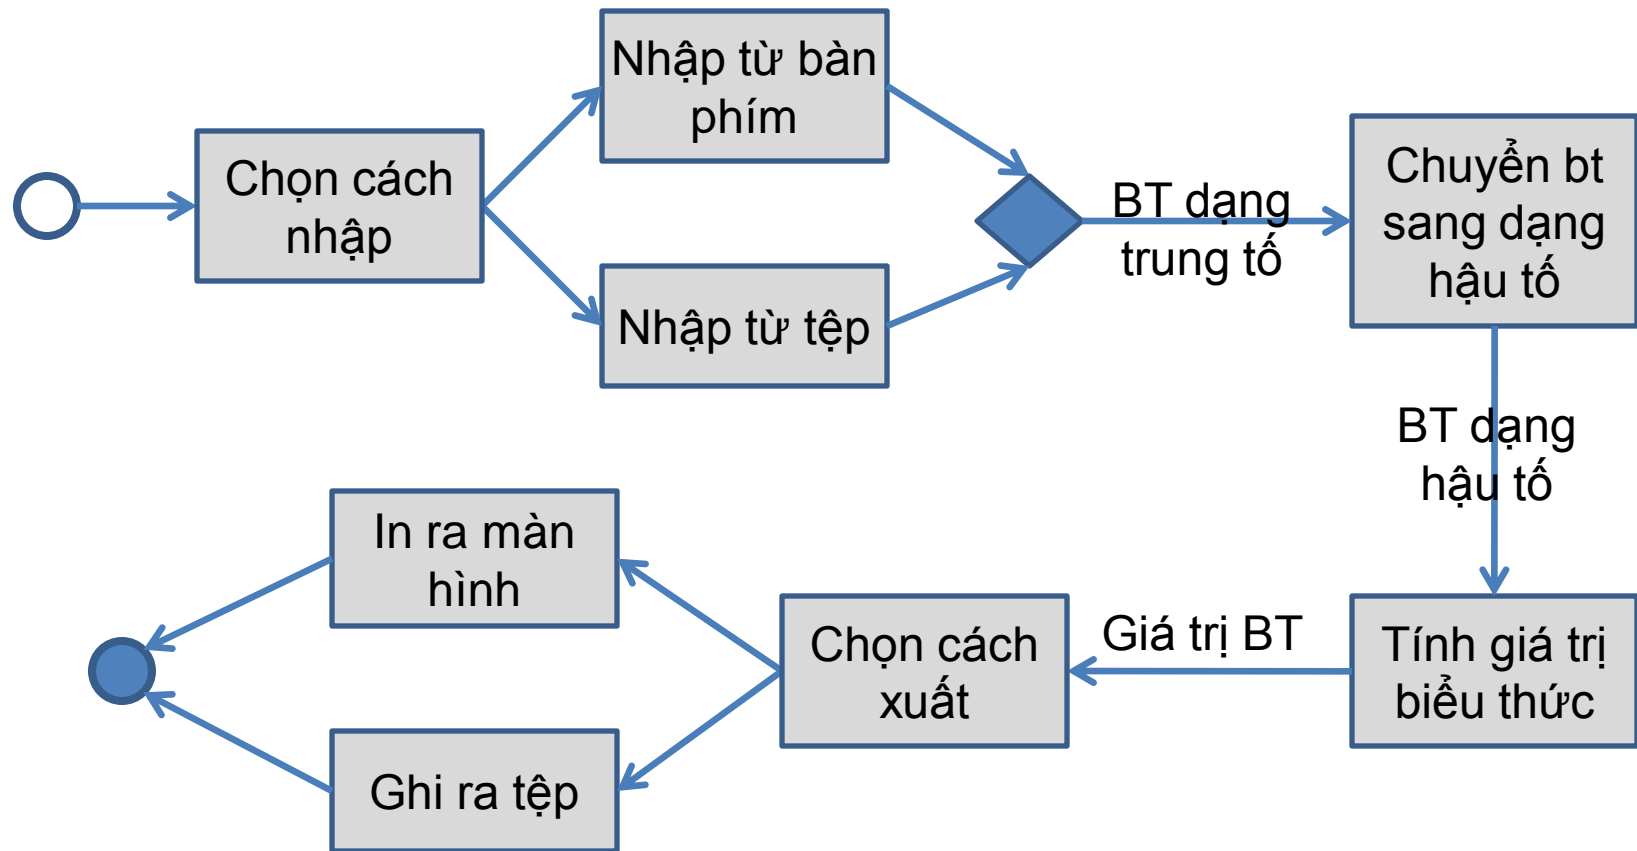 Chọn cách
nhập
Nhập từ bàn
phím
Nhập từ tệp
BT dạng
trung tố
Chuyển bt
sang dạng
hậu tố
BT dạng
hậu tố
Tính giá trị
biểu thức
Giá trị BT
Chọn cách
xuất
In ra màn
hình
Ghi ra tệp